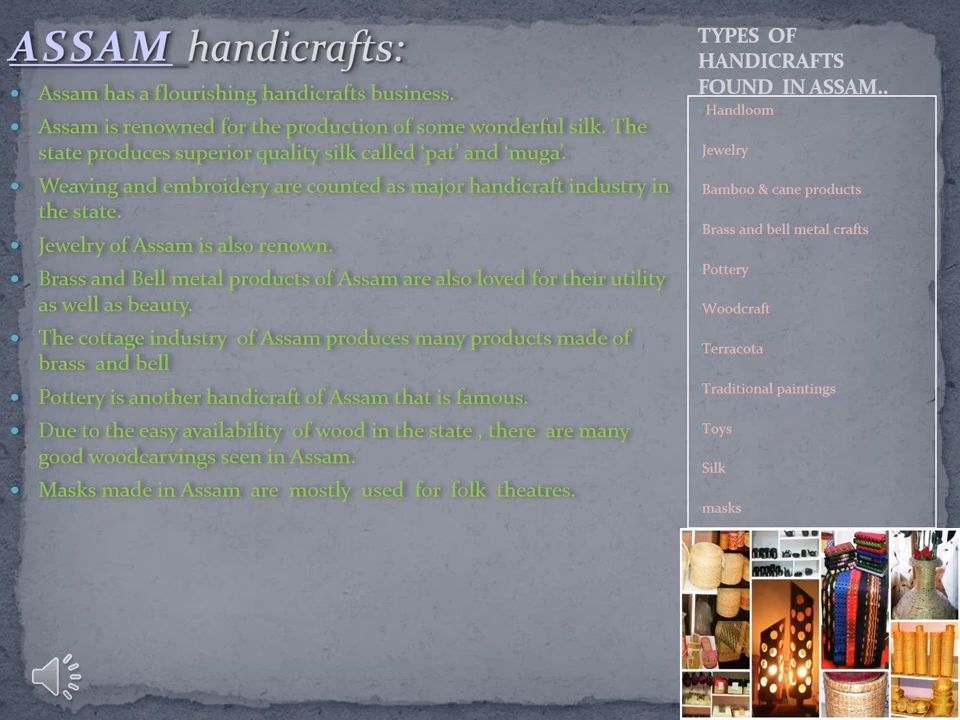 ASSAM handicrafts:
Assam has a flourishing handicrafts business.
Assam is renowned for the production of some wonderful silk. The
state produces superior quality silk called ‘pat’ and ‘muga’.
Weaving and embroidery are counted as major handicraft industry in
the state.
Jewelry of Assam is also renown.
Brass and Bell metal products of Assam are also loved for their utility
as well as beauty.
The cottage industry of Assam produces many products made of
brass and bell
Pottery is another handicraft of Assam that is famous.
Due to the easy availability of wood in the state , there are many
good woodcarvings seen in Assam.
Masks made in Assam are mostly used for folk theatres.
TYPES OF
HANDICRAFTS
FOUND IN ASSAM..
Handloom
Jewelry
Bamboo & cane products
Brass and bell metal crafts
Pottery
Woodcraft
Terracota
Traditional paintings
Toys
Silk
masks